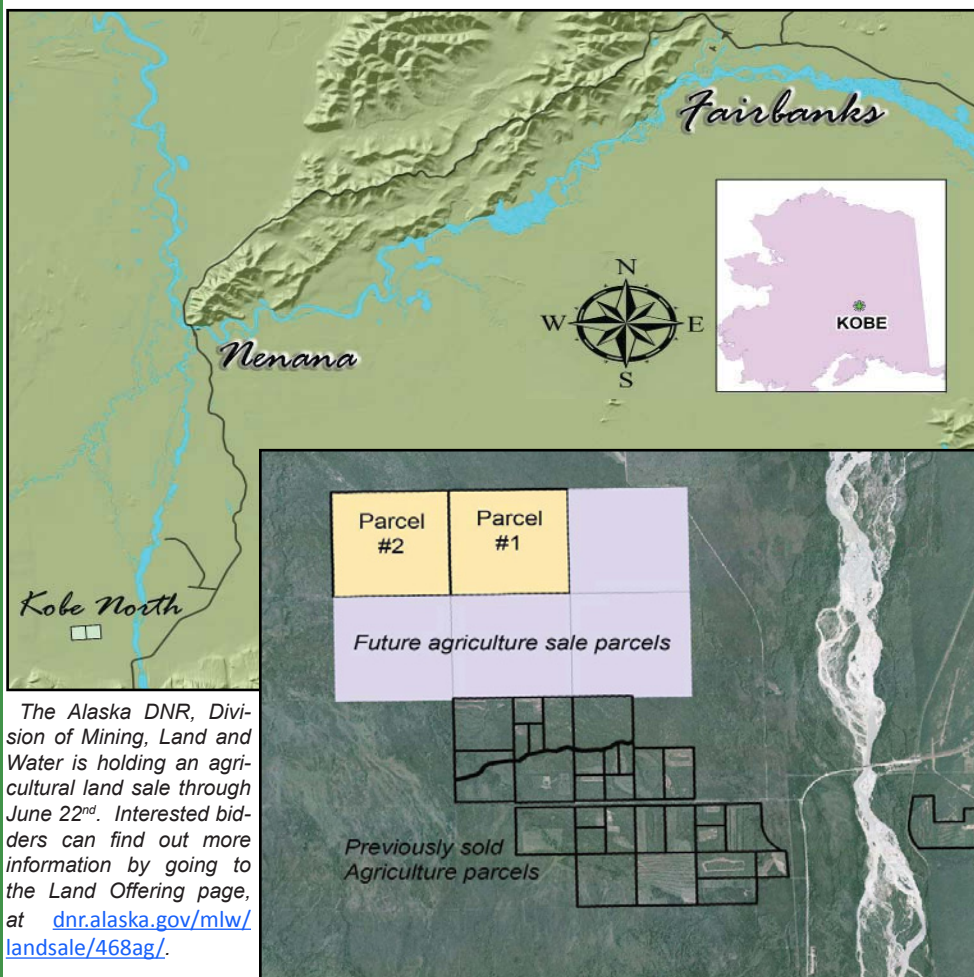 Fairbanks
N
W
E
S
KOBE
Nenana
Kobe North
Parcel
#2
Parcel
#1
Future agriculture sale parcels
Previously sold
Agriculture parcels
The Alaska DNR, Divi-
sion of Mining, Land and
Water is holding an agri-
cultural land sale through
June 22nd. Interested bid-
ders can find out more
information by going to
the Land Offering page,
at dnr.alaska.gov/mlw/
landsale/468ag/.